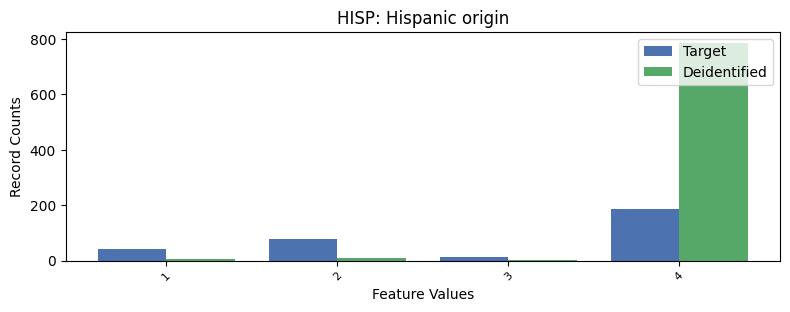 HISP: Hispanic origin
Target
Deidentified
Record Counts
800
600
400
200
0
1
2
3
4
Feature Values